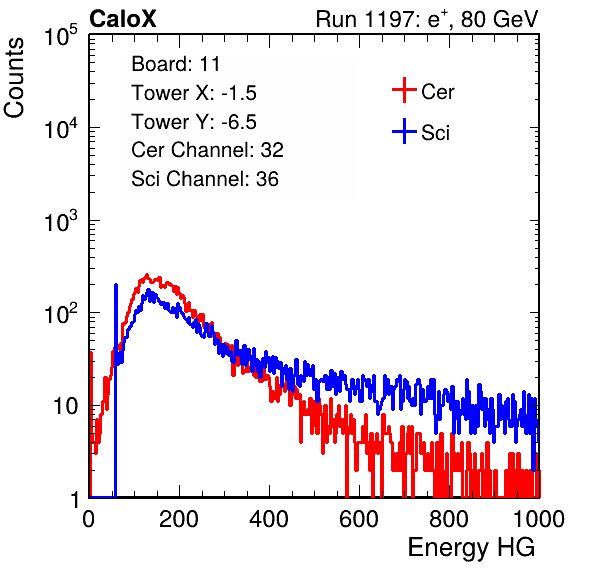 CaloX Run 1197: e⁺, 80 GeV
Counts
10⁵
10⁴
10³
10²
10
1
Board: 11
Tower X: -1.5
Tower Y: -6.5
Cer Channel: 32
Sci Channel: 36
Cer
Sci
0 200 400 600 800 1000
Energy HG